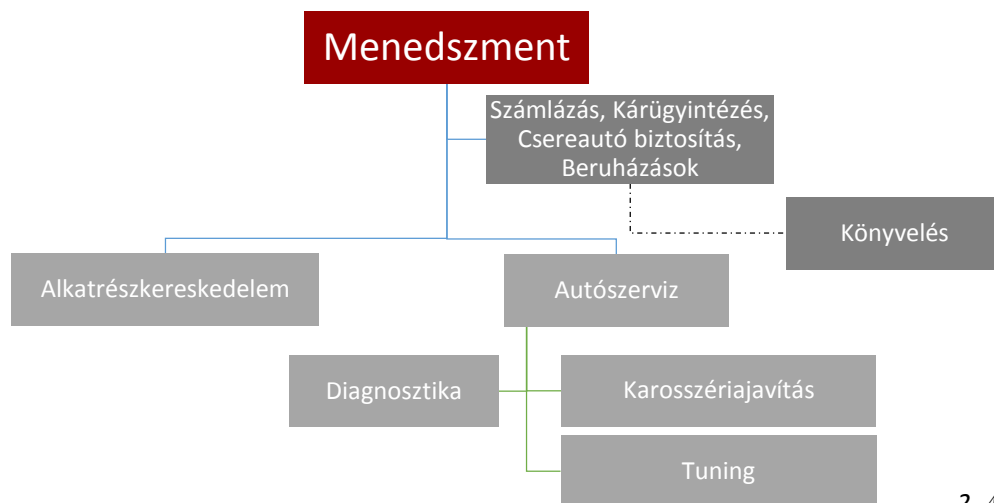 Menedszment
Számlázás, Kárügyintézés,
Csereautó biztosítás,
Beruházások
Könyvelés
Alkatrészkereskedelem
Autószerviz
Diagnosztika
Karosszériajavítás
Tuning
2.